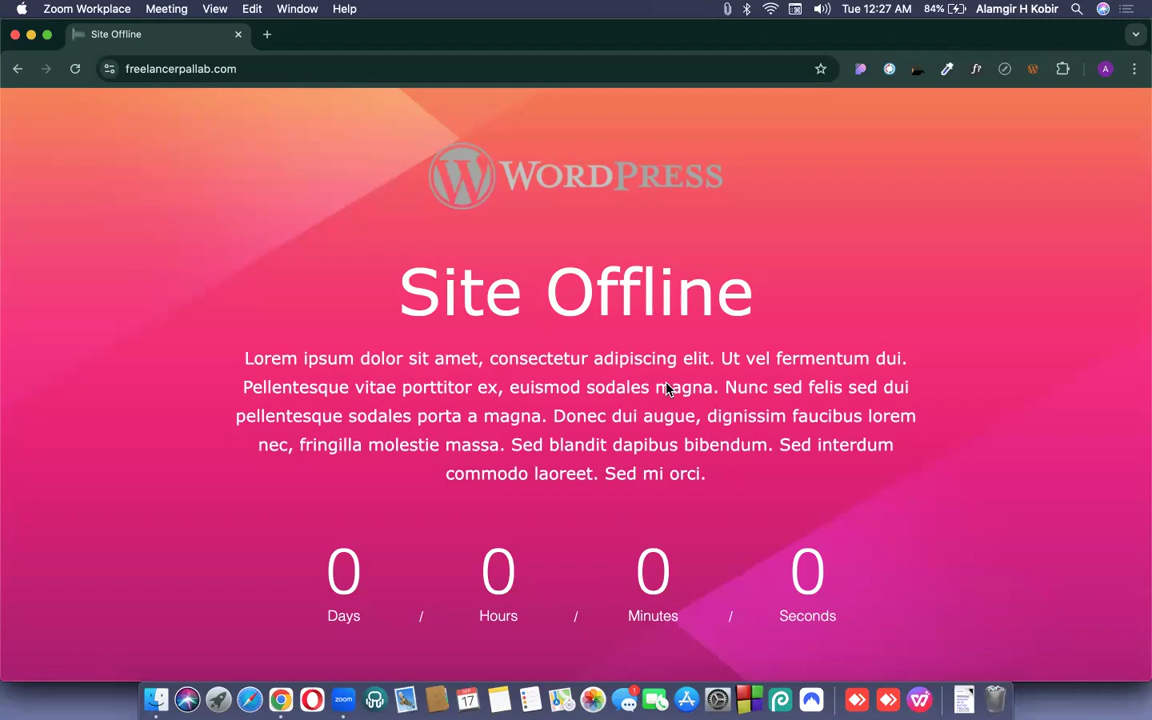 Zoom Workplace Meeting View Edit Window Help Tue 12:27 AM 84% Alamgir H Kobir
Site Offline
freelancerpallab.com
f?
A
WORDPRESS
Site Offline
Lorem ipsum dolor sit amet, consectetur adipiscing elit. Ut vel fermentum dui.
Pellentesque vitae porttitor ex, euismod sodales magna. Nunc sed felis sed dui
pellentesque sodales porta a magna. Donec dui augue, dignissim faucibus lorem
nec, fringilla molestie massa. Sed blandit dapibus bibendum. Sed interdum
commodo laoreet. Sed mi orci.
0 0 0 0
Days / Hours / Minutes / Seconds
zoom 17 1